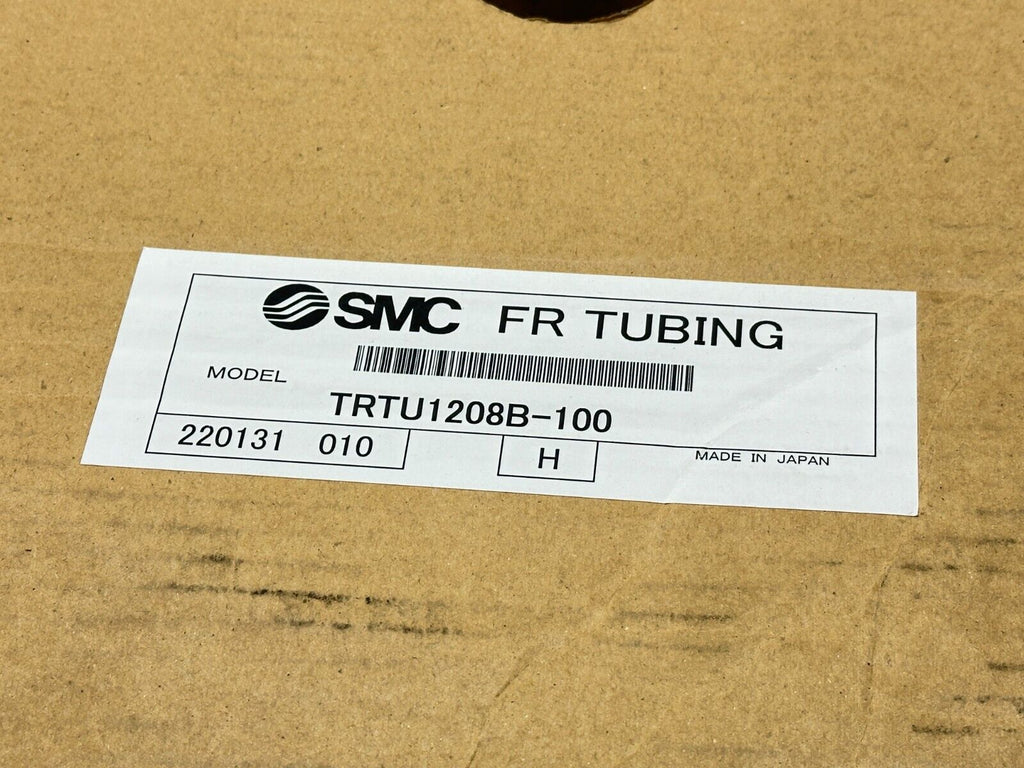 SMC FR TUBING
MODEL
TRTU1208B-100
220131 010
H
MADE IN JAPAN